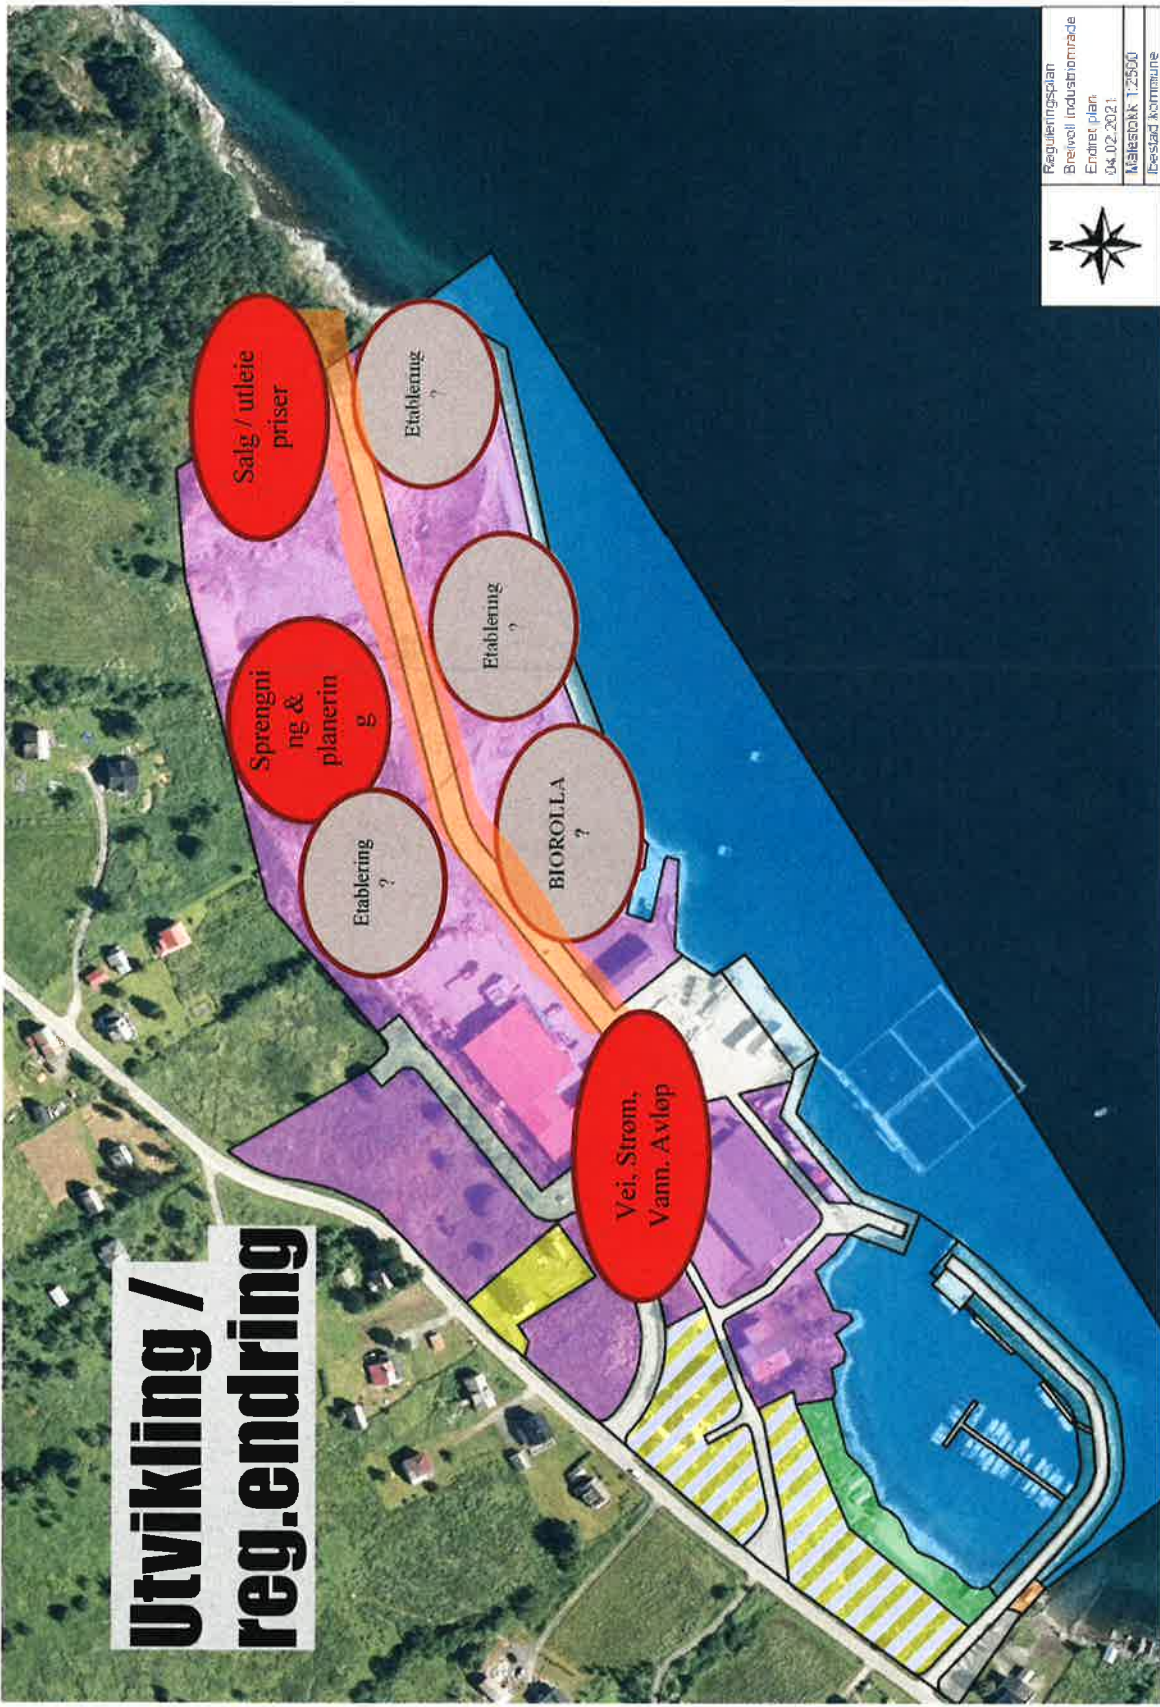 Utvikling /
reg.endring
Salg / utleie
priser
Sprengni
ng &
planerin
g
Etablering
?
Etablering
?
Etablering
?
BIOROLLA
?
Vei, Strøm,
Vann, Avløp
N
Reguleringsplan
Breivoll industriområde
Endret plan
04.02.2021
Målestokk 1:2500
Ibestad kommune